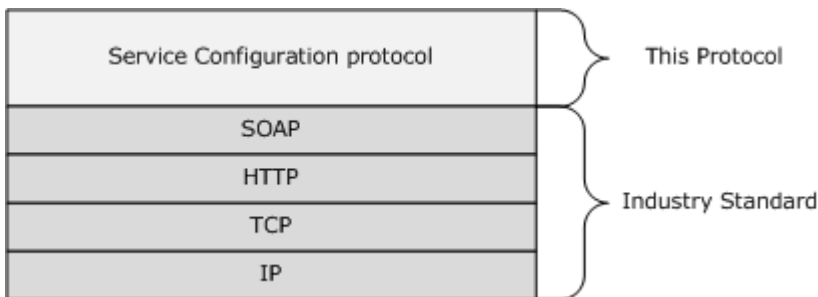 Service Configuration protocol
This Protocol
SOAP
HTTP
TCP
IP
Industry Standard